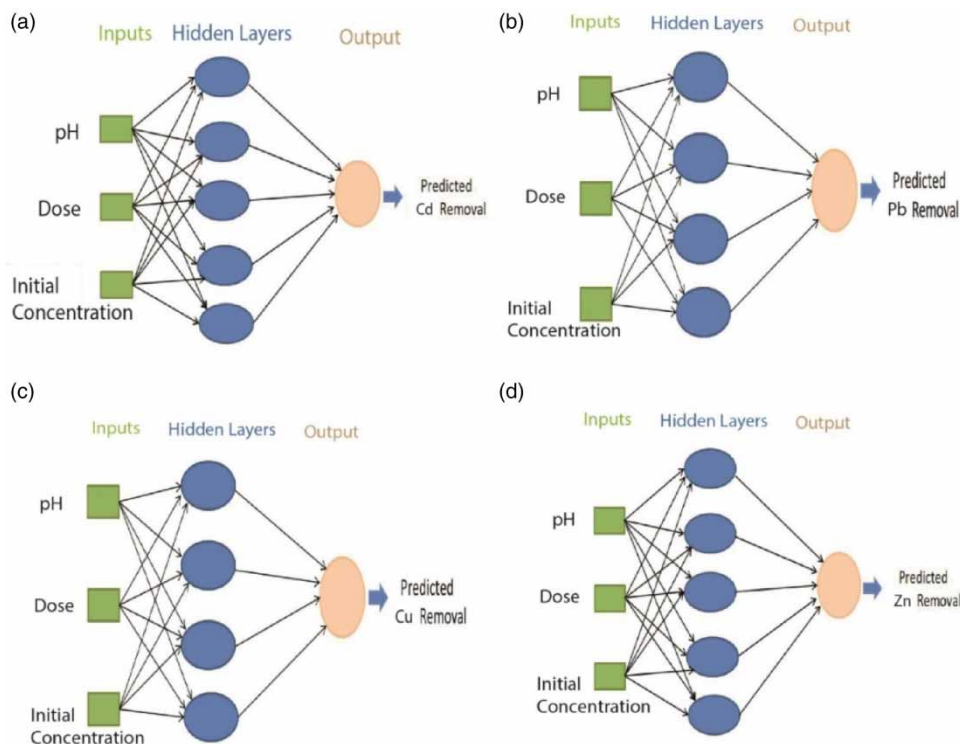 (a)
Inputs Hidden Layers Output
pH
Dose
Initial
Concentration
Predicted
Cd Removal
(b)
Inputs Hidden Layers Output
pH
Dose
Initial
Concentration
Predicted
Pb Removal
(c)
Inputs Hidden Layers Output
pH
Dose
Initial
Concentration
Predicted
Cu Removal
(d)
Inputs Hidden Layers Output
pH
Dose
Initial
Concentration
Predicted
Zn Removal